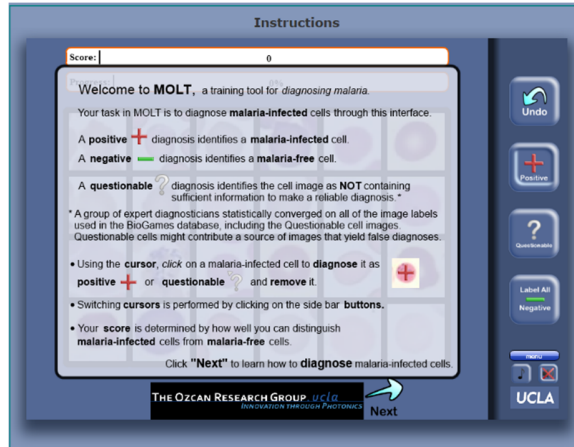 Instructions
Score: 0
Progress: 0%
Welcome to MOLT, a training tool for diagnosing malaria.
Your task in MOLT is to diagnose malaria-infected cells through this interface.
A positive diagnosis identifies a malaria-infected cell.
A negative diagnosis identifies a malaria-free cell.
A questionable ? diagnosis identifies the cell image as NOT containing
sufficient information to make a reliable diagnosis.*
* A group of expert diagnosticians statistically converged on all of the image labels
used in the BioGames database, including the Questionable cell images.
Questionable cells might contribute a source of images that yield false diagnoses.
• Using the cursor, click on a malaria-infected cell to diagnose it as
positive or questionable ? and remove it.
• Switching cursors is performed by clicking on the side bar buttons.
• Your score is determined by how well you can distinguish
malaria-infected cells from malaria-free cells.
Click "Next" to learn how to diagnose malaria-infected cells.
THE OZCAN RESEARCH GROUP ucla
INNOVATION THROUGH PHOTONICS
Next
Undo
Positive
?
Questionable
Label All
Negative
menu
UCLA